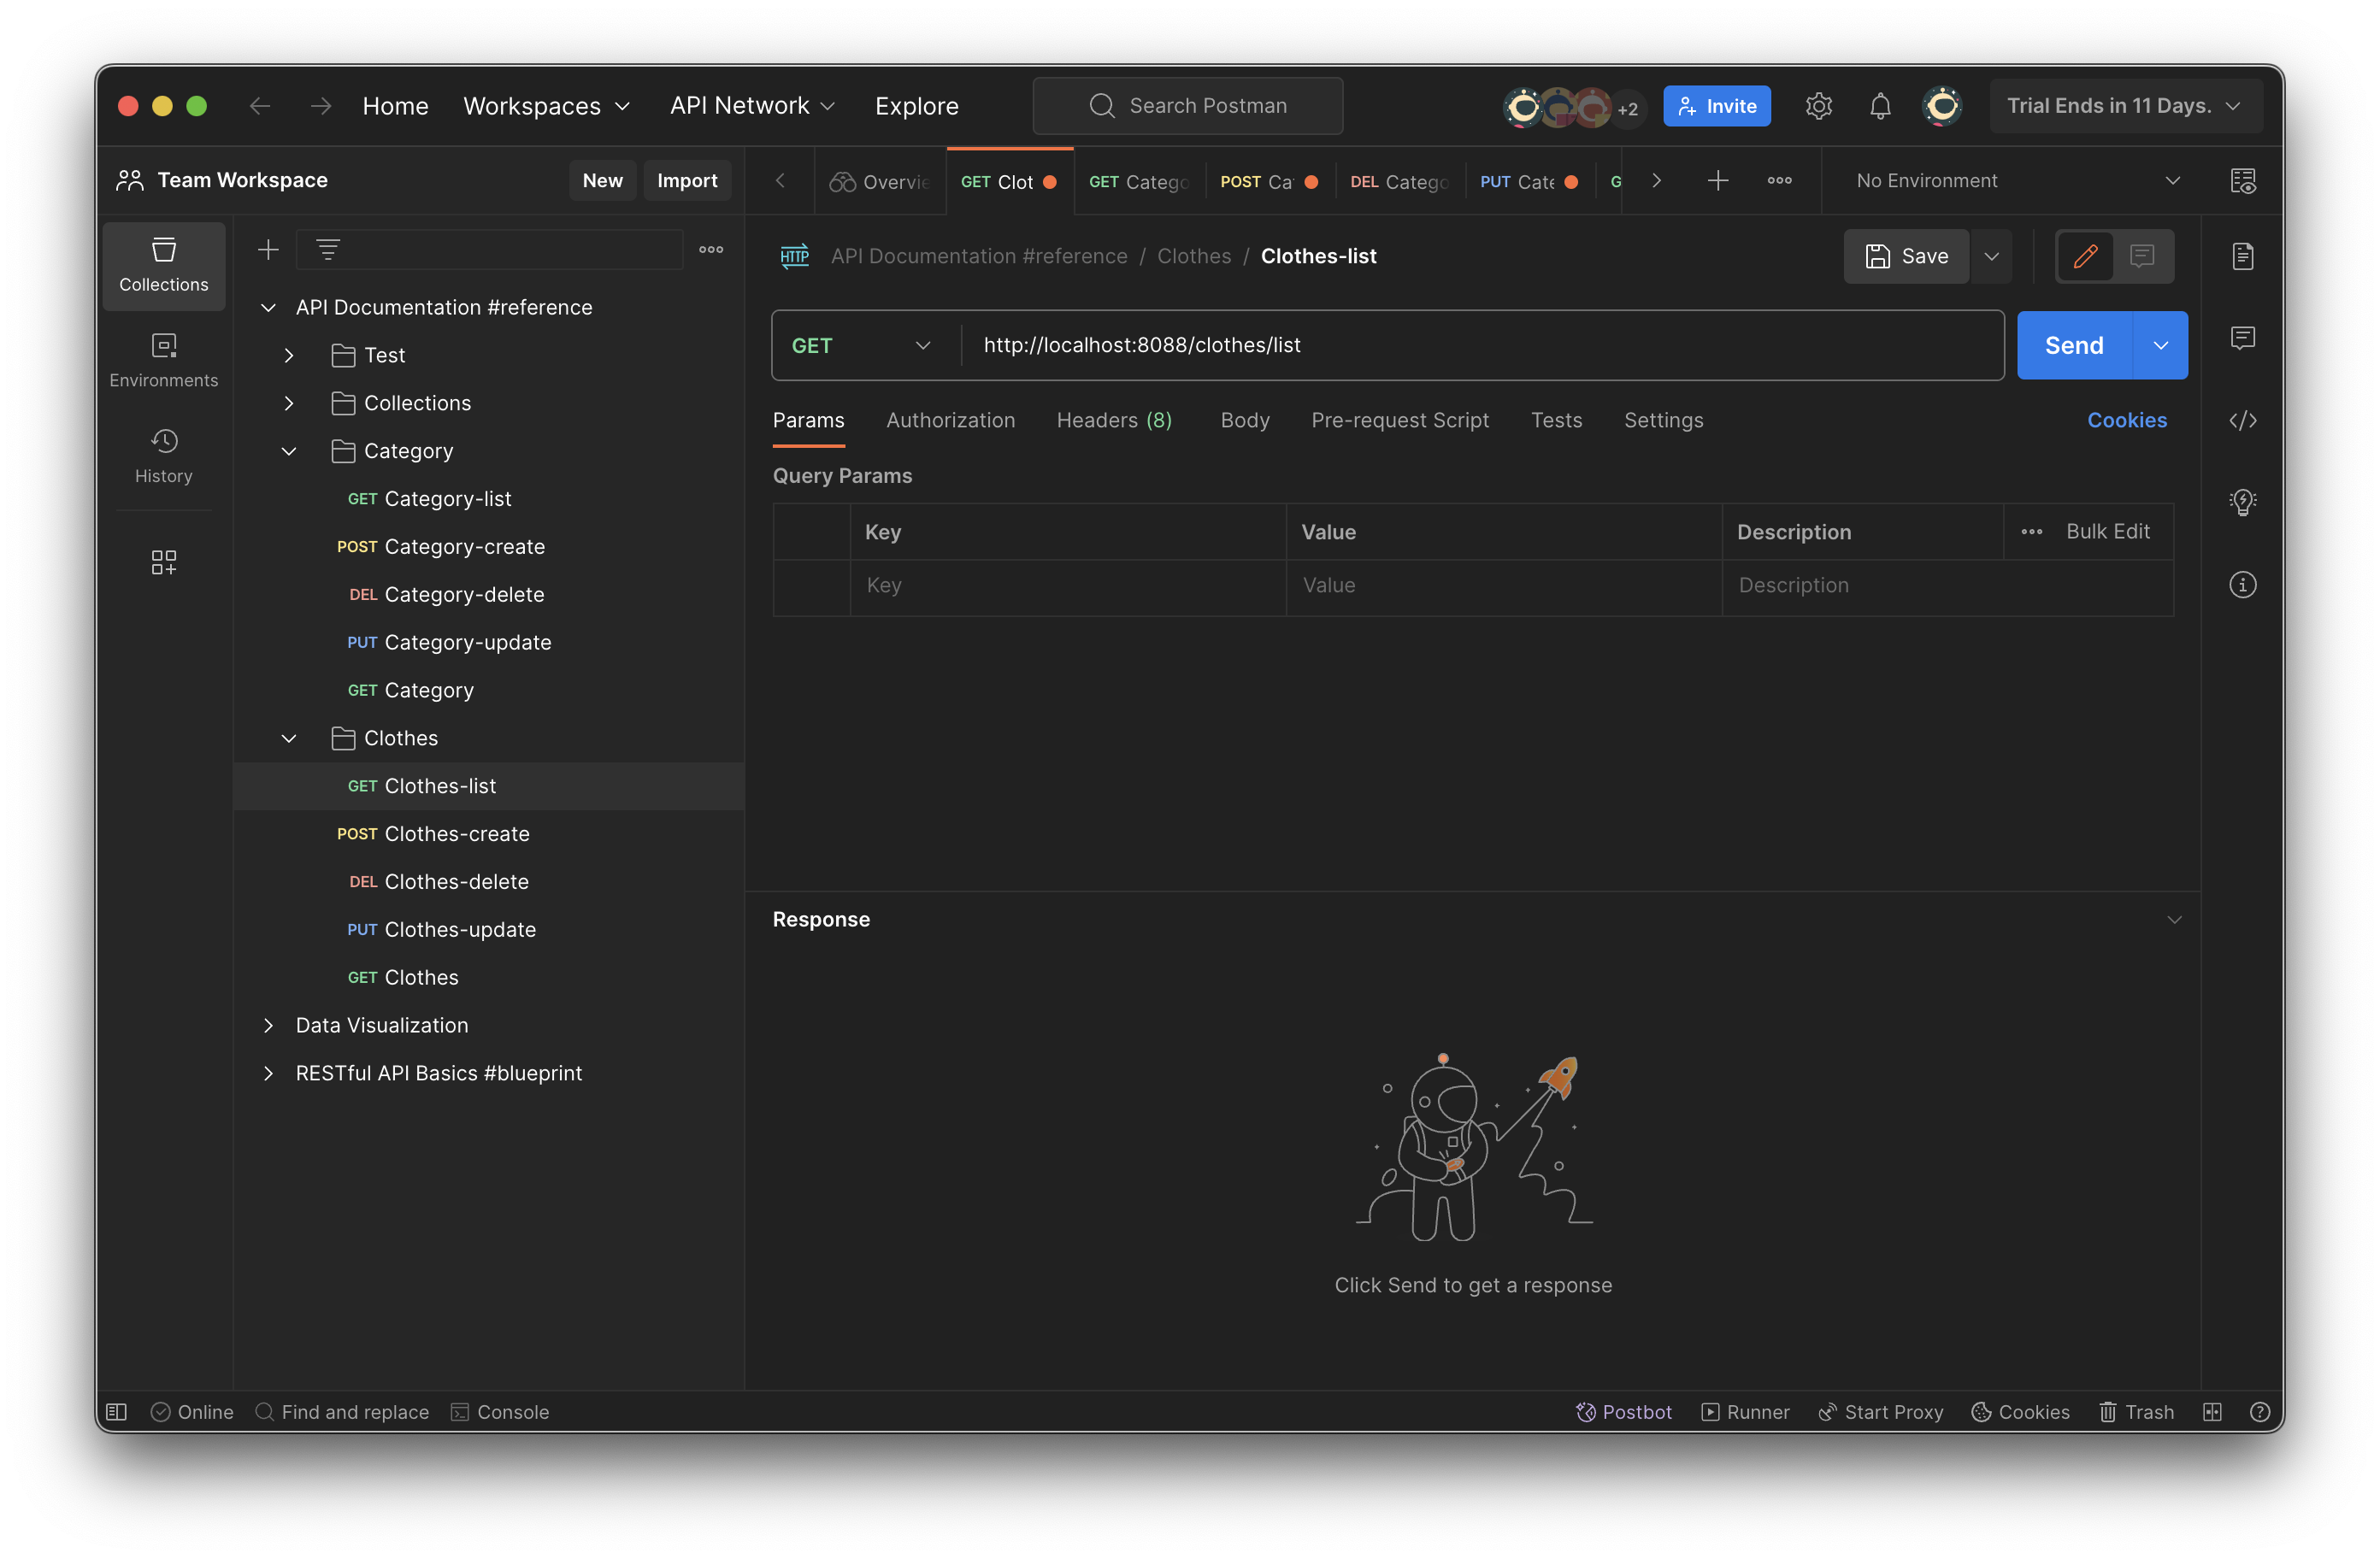 Home Workspaces API Network Explore Search Postman +2 Invite Trial Ends in 11 Days.
Team Workspace New Import
GET Clot GET POST DEL PUT No Environment
Collections
Environments
History
API Documentation #reference
Test
Collections
Category
GET Category-list
POST Category-create
DEL Category-delete
PUT Category-update
GET Category
Clothes
GET Clothes-list
POST Clothes-create
DEL Clothes-delete
PUT Clothes-update
GET Clothes
Data Visualization
RESTful API Basics #blueprint
HTTP API Documentation #reference / Clothes / Clothes-list Save
GET http://localhost:8088/clothes/list Send
Params Authorization Headers (8) Body Pre-request Script Tests Settings Cookies
Query Params
Key Value Description Bulk Edit
Key Value Description
Response
Click Send to get a response
Online Find and replace Console Postbot Runner Start Proxy Cookies Trash